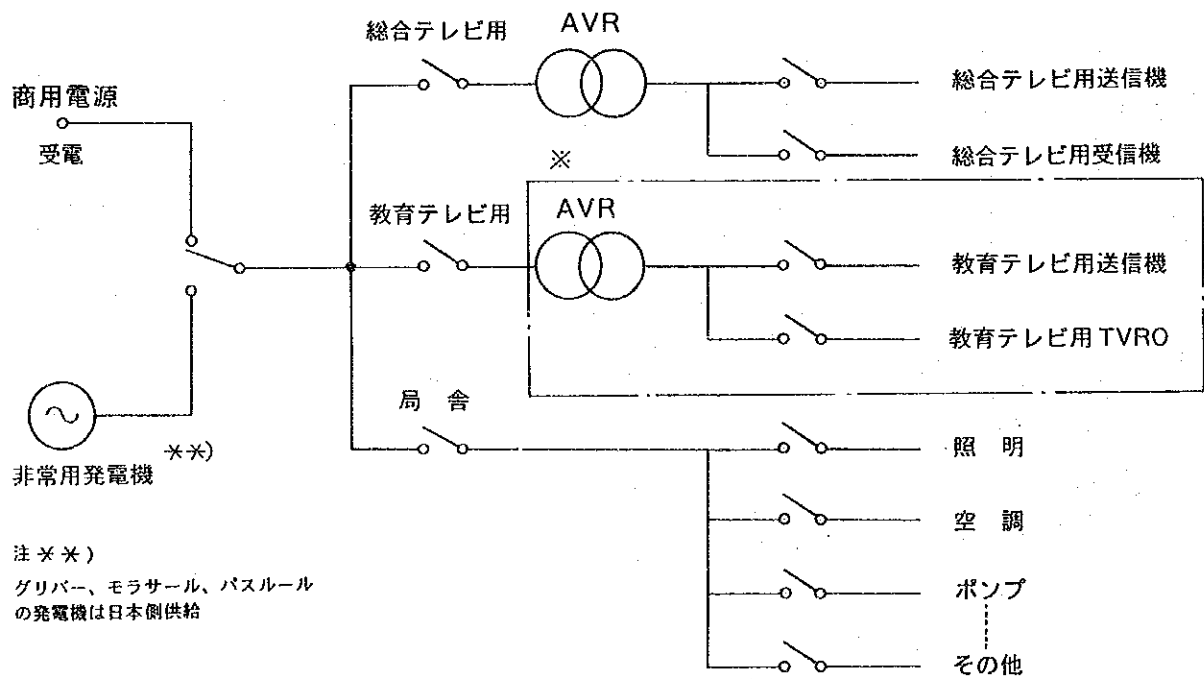 総合テレビ用
AVR
商用電源
受電
総合テレビ用送信機
総合テレビ用受信機
※
教育テレビ用
AVR
教育テレビ用送信機
教育テレビ用TVRO
局 舎
**)
非常用発電機
照 明
空 調
ポンプ
その他
注**)
グリバー、モラサール、パスルール
の発電機は日本側供給